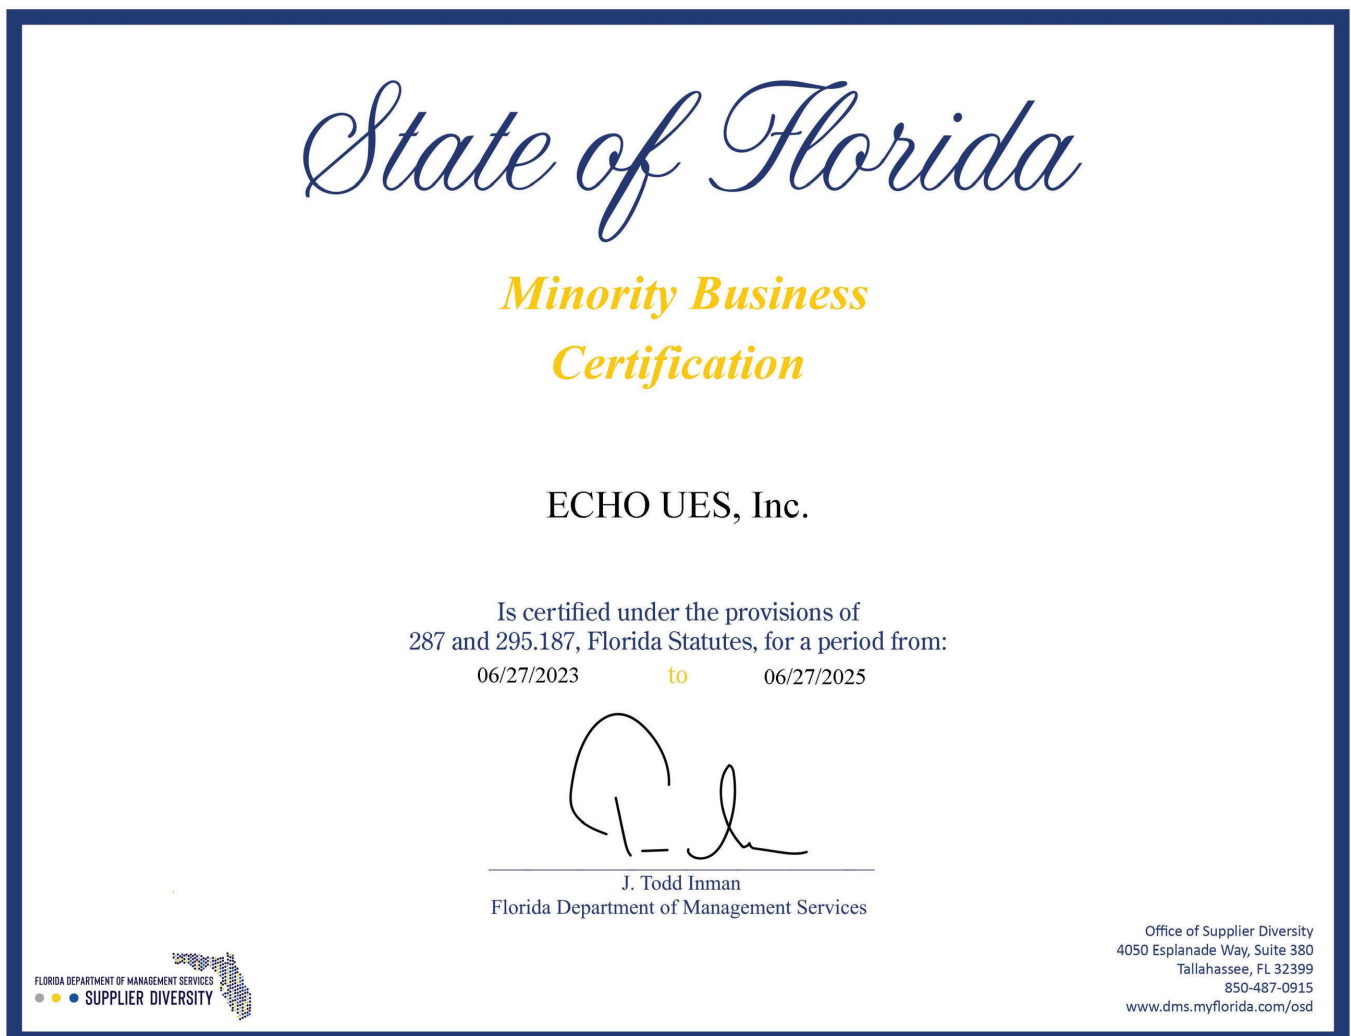 State of Florida
Minority Business
Certification
ECHO UES, Inc.
Is certified under the provisions of
287 and 295.187, Florida Statutes, for a period from:
06/27/2023 to 06/27/2025
J. Todd Inman
Florida Department of Management Services
Office of Supplier Diversity
4050 Esplanade Way, Suite 380
Tallahassee, FL 32399
850-487-0915
www.dms.myflorida.com/osd
FLORIDA DEPARTMENT OF MANAGEMENT SERVICES
SUPPLIER DIVERSITY